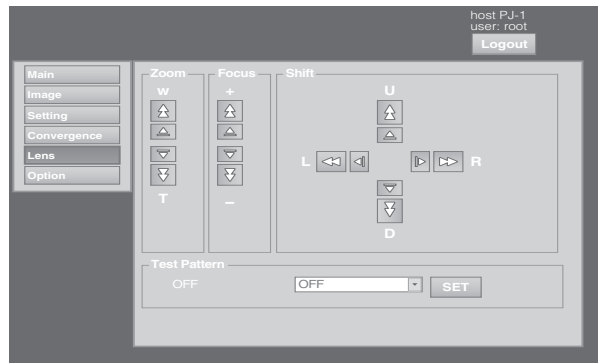 host PJ-1
user: root
Logout
Main
Image
Setting
Convergence
Lens
Option
Zoom
W
T
Focus
+
–
Shift
U
L
R
D
Test Pattern
OFF
OFF
SET